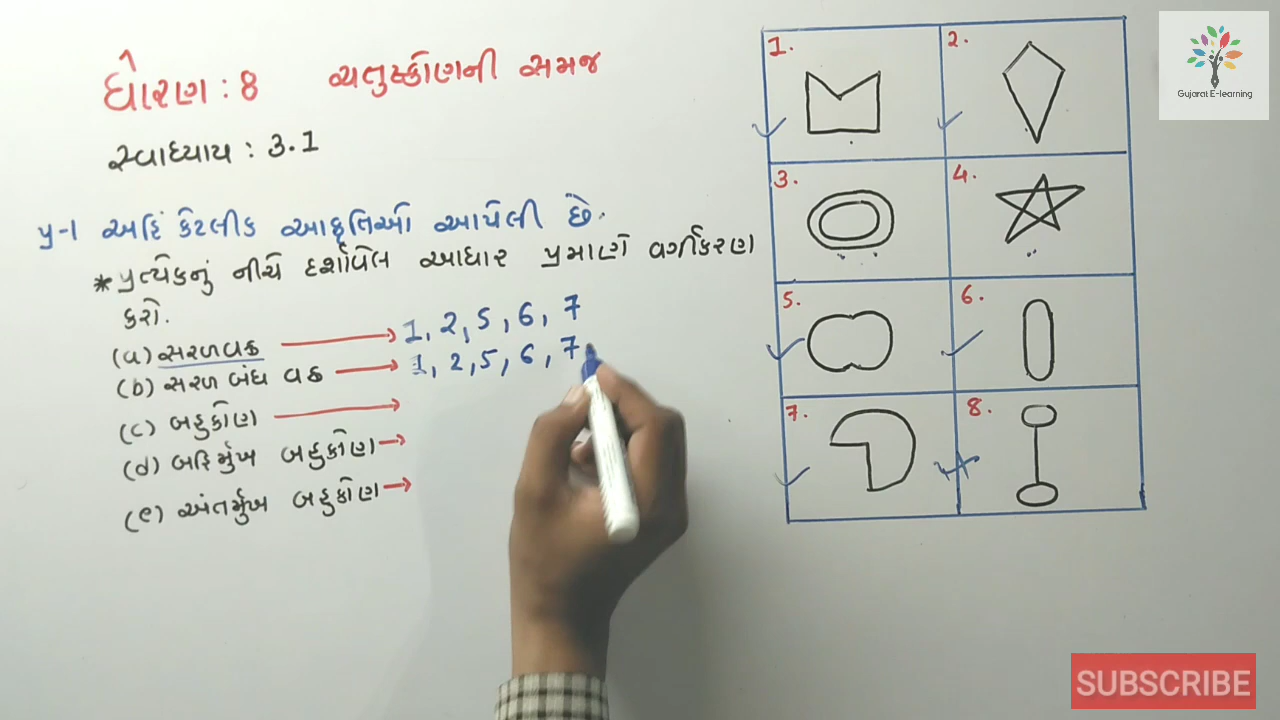 ધોરણ : 8 ચતુષ્કોણની સમજ
સ્વાધ્યાય : 3.1
પ્ર-1 અહિં કેટલીક આકૃતિઓ આપેલી છે.
* પ્રત્યેકનું નીચે દર્શાવેલ આધાર પ્રમાણે વર્ગીકરણ
કરો.
(a) સરળવક્ર → 1, 2, 5, 6, 7
(b) સરળ બંધ વક્ર → 1, 2, 5, 6, 7
(c) બહુકોણ →
(d) બહિર્મુખ બહુકોણ →
(e) અંતર્મુખ બહુકોણ →
1. 2.
3. 4.
5. 6.
7. 8.
Gujarat E-learning
SUBSCRIBE